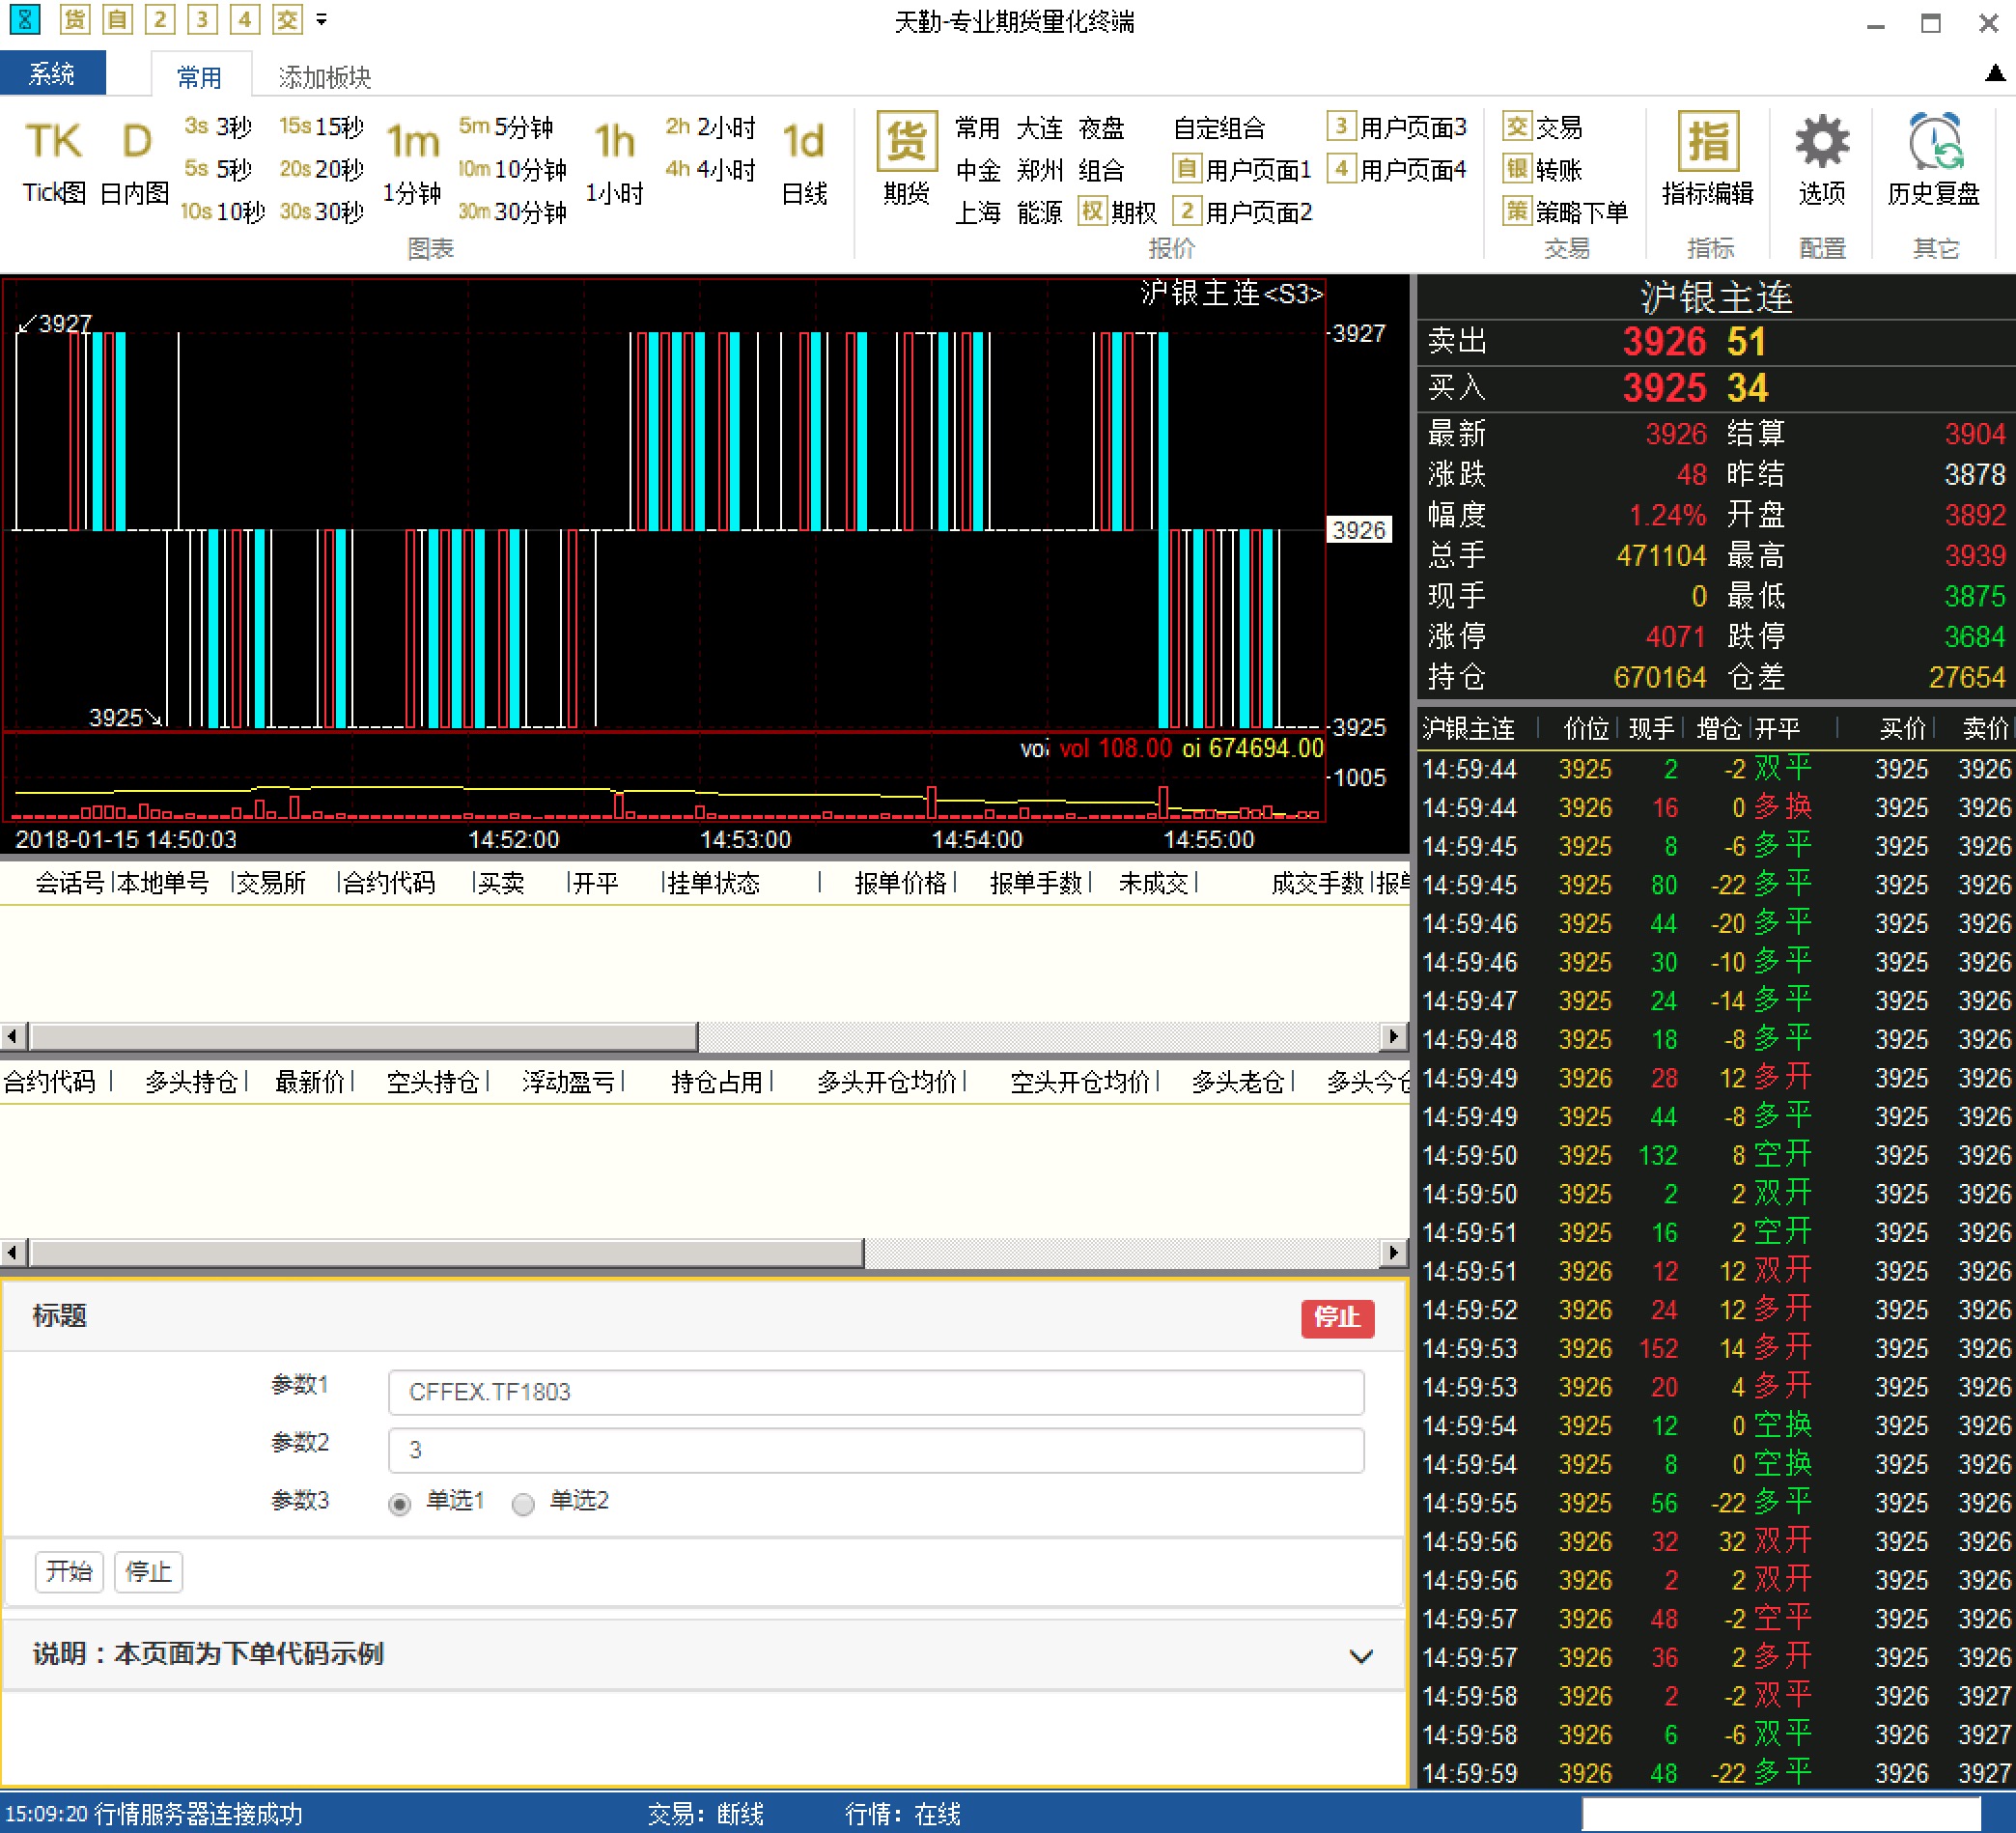 货 自 2 3 4 交
天勤-专业期货量化终端
系统 常用 添加板块
TK Tick图
D 日内图
3s 3秒 15s 15秒
5s 5秒 20s 20秒
10s 10秒 30s 30秒
1m 1分钟
5m 5分钟
10m 10分钟
30m 30分钟
1h 1小时
2h 2小时
4h 4小时
1d 日线
图表
货 期货
常用 大连 夜盘 自定组合 3 用户页面3
中金 郑州 组合 自 用户页面1 4 用户页面4
上海 能源 权 期权 2 用户页面2
报价
交 交易
银 转账
策 策略下单
交易
指 指标编辑
指标
选项
配置
历史复盘
其它
沪银主连<S3>
3927 3927
3926
3925 3925
vol 108.00 oi 674694.00
1005
2018-01-15 14:50:03 14:52:00 14:53:00 14:54:00 14:55:00
沪银主连
卖出 3926 51
买入 3925 34
最新 3926 结算 3904
涨跌 48 昨结 3878
幅度 1.24% 开盘 3892
总手 471104 最高 3939
现手 0 最低 3875
涨停 4071 跌停 3684
持仓 670164 仓差 27654
沪银主连 价位 现手 增仓 开平 买价 卖价
14:59:44 3925 2 -2 双平 3925 3926
14:59:44 3926 16 0 多换 3925 3926
14:59:45 3925 8 -6 多平 3925 3926
14:59:45 3925 80 -22 多平 3925 3926
14:59:46 3925 44 -20 多平 3925 3926
14:59:46 3925 30 -10 多平 3925 3926
14:59:47 3925 24 -14 多平 3925 3926
14:59:48 3925 18 -8 多平 3925 3926
14:59:49 3926 28 12 多开 3925 3926
14:59:49 3925 44 -8 多平 3925 3926
14:59:50 3925 132 8 空开 3925 3926
14:59:50 3925 2 2 双开 3925 3926
14:59:51 3925 16 2 空开 3925 3926
14:59:51 3926 12 12 双开 3925 3926
14:59:52 3926 24 12 多开 3925 3926
14:59:53 3926 152 14 多开 3925 3926
14:59:53 3926 20 4 多开 3925 3926
14:59:54 3925 12 0 空换 3925 3926
14:59:54 3925 8 0 空换 3925 3926
14:59:55 3925 56 -22 多平 3925 3926
14:59:56 3926 32 32 双开 3925 3926
14:59:56 3926 2 2 双开 3925 3926
14:59:57 3926 48 -2 空平 3925 3926
14:59:57 3926 36 2 多开 3925 3926
14:59:58 3926 2 -2 双平 3926 3927
14:59:58 3926 6 -6 双平 3926 3927
14:59:59 3926 48 -22 多平 3926 3927
会话号 本地单号 交易所 合约代码 买卖 开平 挂单状态 报单价格 报单手数 未成交 成交手数 报单
合约代码 多头持仓 最新价 空头持仓 浮动盈亏 持仓占用 多头开仓均价 空头开仓均价 多头老仓 多头今仓
标题 停止
参数1 CFFEX.TF1803
参数2 3
参数3 单选1 单选2
开始 停止
说明：本页面为下单代码示例
15:09:20 行情服务器连接成功 交易：断线 行情：在线